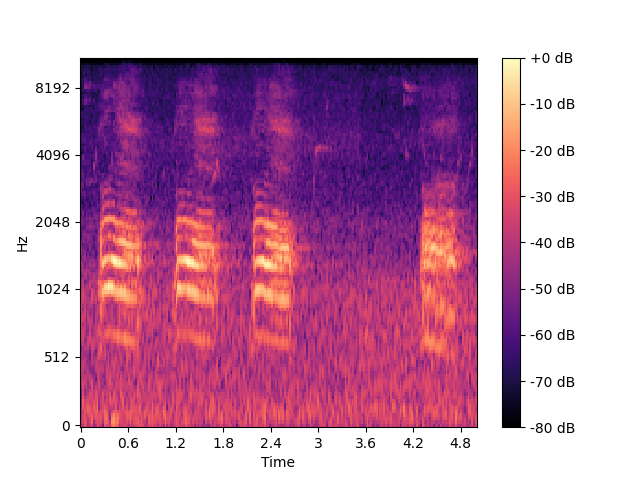 Hz
8192
4096
2048
1024
512
0
0 0.6 1.2 1.8 2.4 3 3.6 4.2 4.8
Time
+0 dB
-10 dB
-20 dB
-30 dB
-40 dB
-50 dB
-60 dB
-70 dB
-80 dB